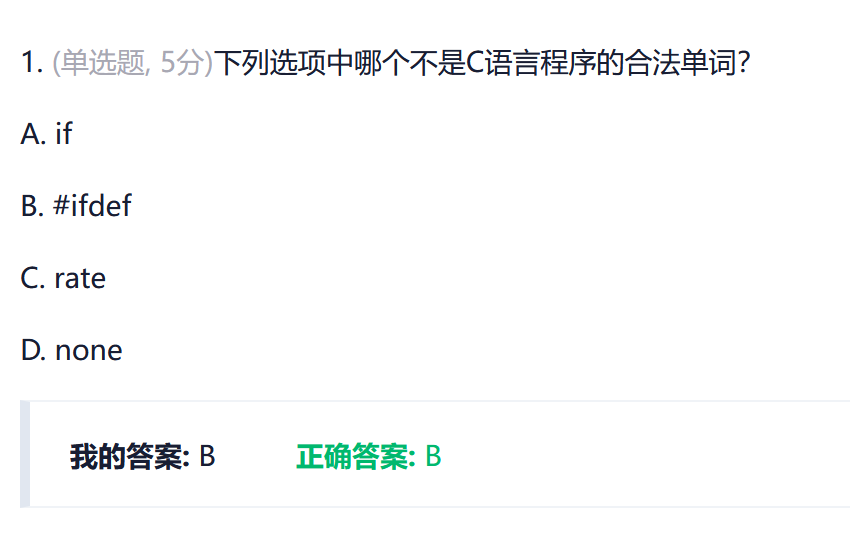 1. (单选题, 5分)下列选项中哪个不是C语言程序的合法单词?
A. if
B. #ifdef
C. rate
D. none
我的答案: B 正确答案: B